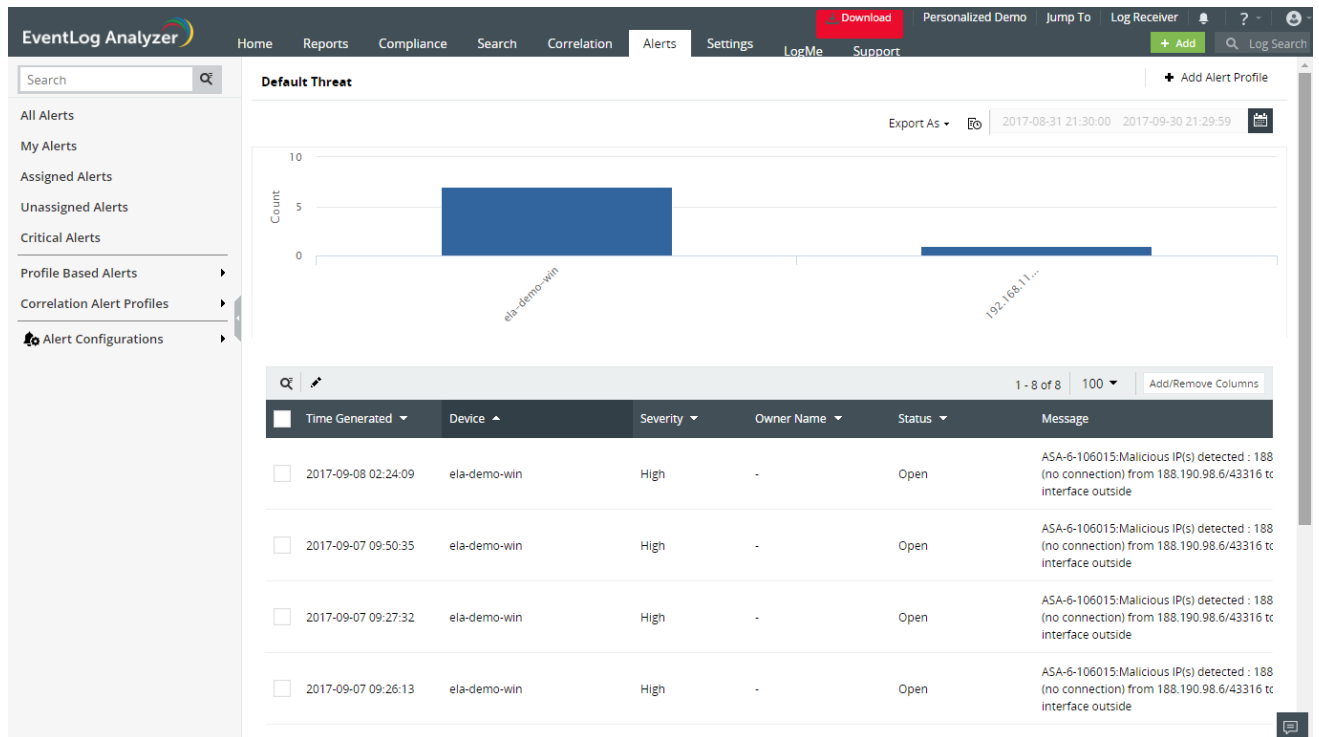 Download Personalized Demo Jump To Log Receiver ?
EventLog Analyzer
Home Reports Compliance Search Correlation Alerts Settings LogMe Support + Add Log Search
Search
Default Threat
+ Add Alert Profile
All Alerts
My Alerts
Assigned Alerts
Unassigned Alerts
Critical Alerts
Profile Based Alerts
Correlation Alert Profiles
Alert Configurations
Export As 2017-08-31 21:30:00 2017-09-30 21:29:59
10
5
0
Count
ela-demo-win
192.168.11...
1 - 8 of 8 100 Add/Remove Columns
Time Generated Device Severity Owner Name Status Message
2017-09-08 02:24:09 ela-demo-win High - Open
ASA-6-106015:Malicious IP(s) detected : 188
(no connection) from 188.190.98.6/43316 to
interface outside
2017-09-07 09:50:35 ela-demo-win High - Open
ASA-6-106015:Malicious IP(s) detected : 188
(no connection) from 188.190.98.6/43316 to
interface outside
2017-09-07 09:27:32 ela-demo-win High - Open
ASA-6-106015:Malicious IP(s) detected : 188
(no connection) from 188.190.98.6/43316 to
interface outside
2017-09-07 09:26:13 ela-demo-win High - Open
ASA-6-106015:Malicious IP(s) detected : 188
(no connection) from 188.190.98.6/43316 to
interface outside